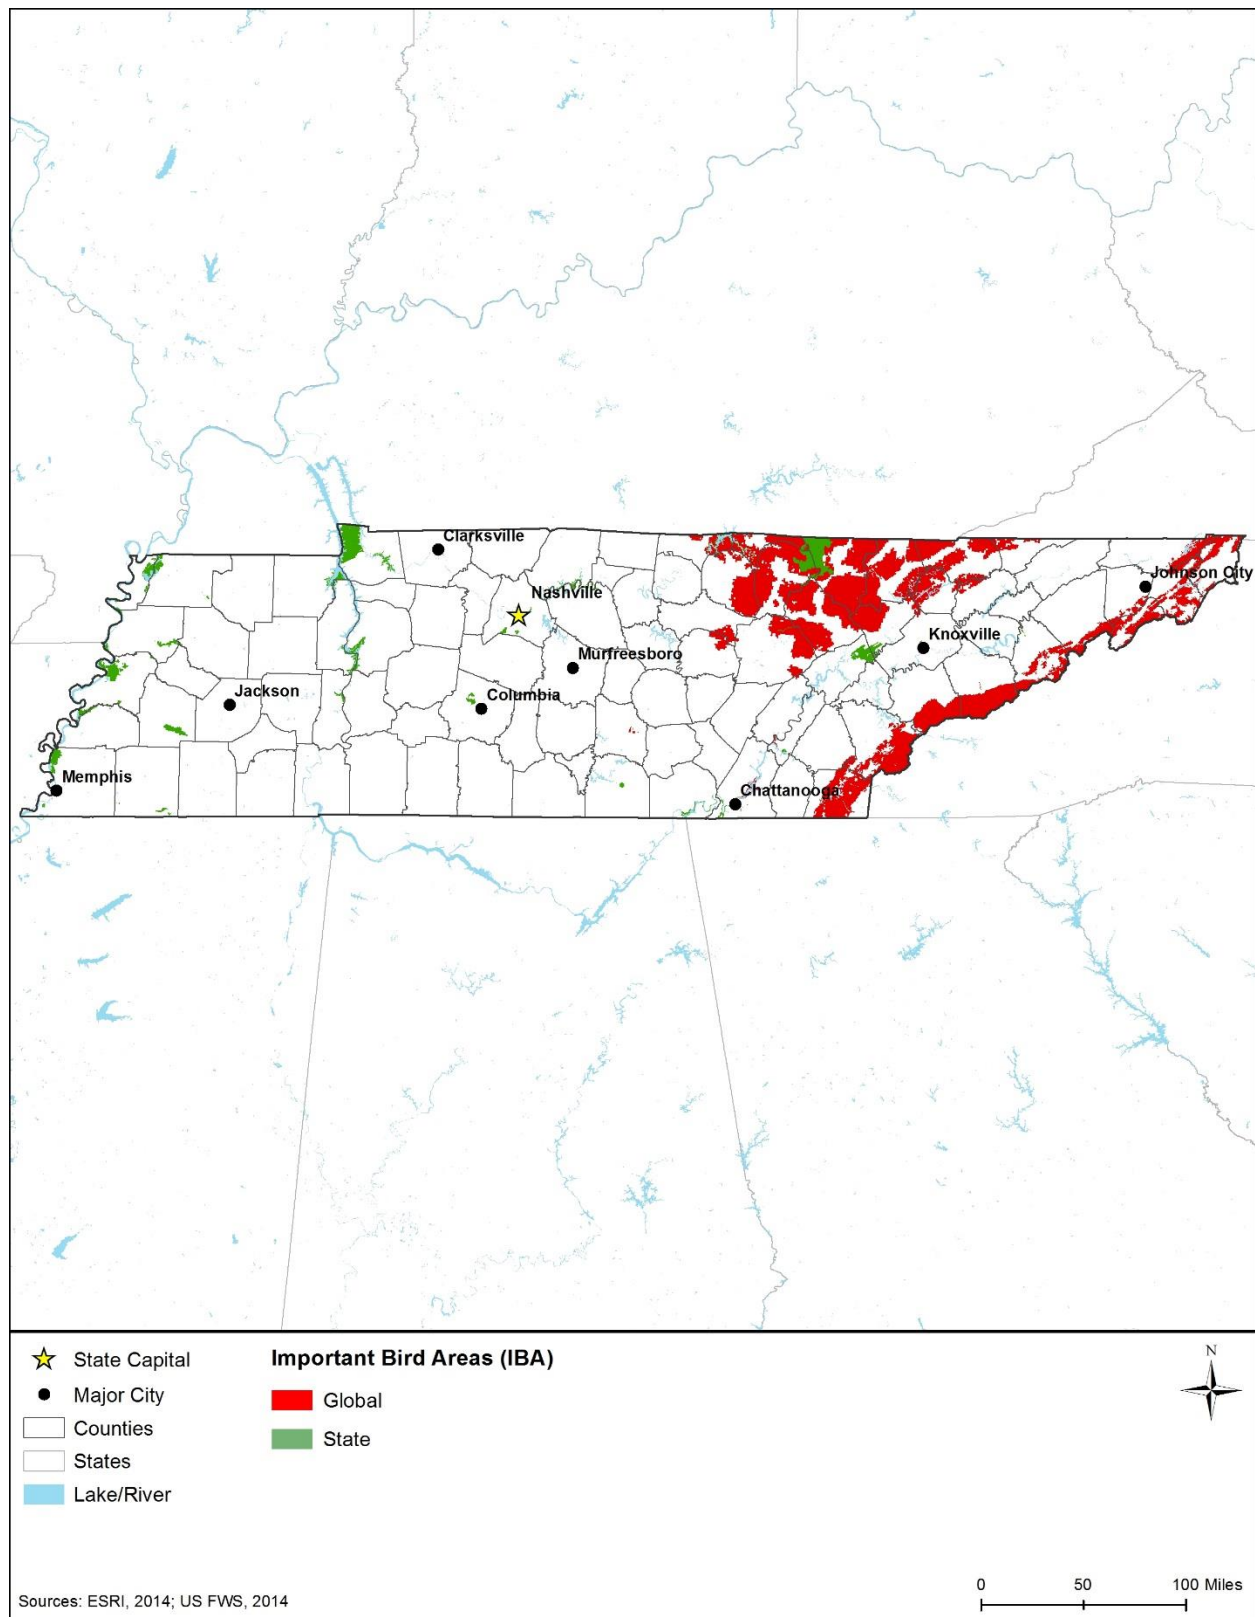 Clarksville
Nashville
Johnson City
Knoxville
Murfreesboro
Jackson
Columbia
Memphis
Chattanooga
State Capital
Major City
Counties
States
Lake/River
Important Bird Areas (IBA)
Global
State
N
Sources: ESRI, 2014; US FWS, 2014
0 50 100 Miles